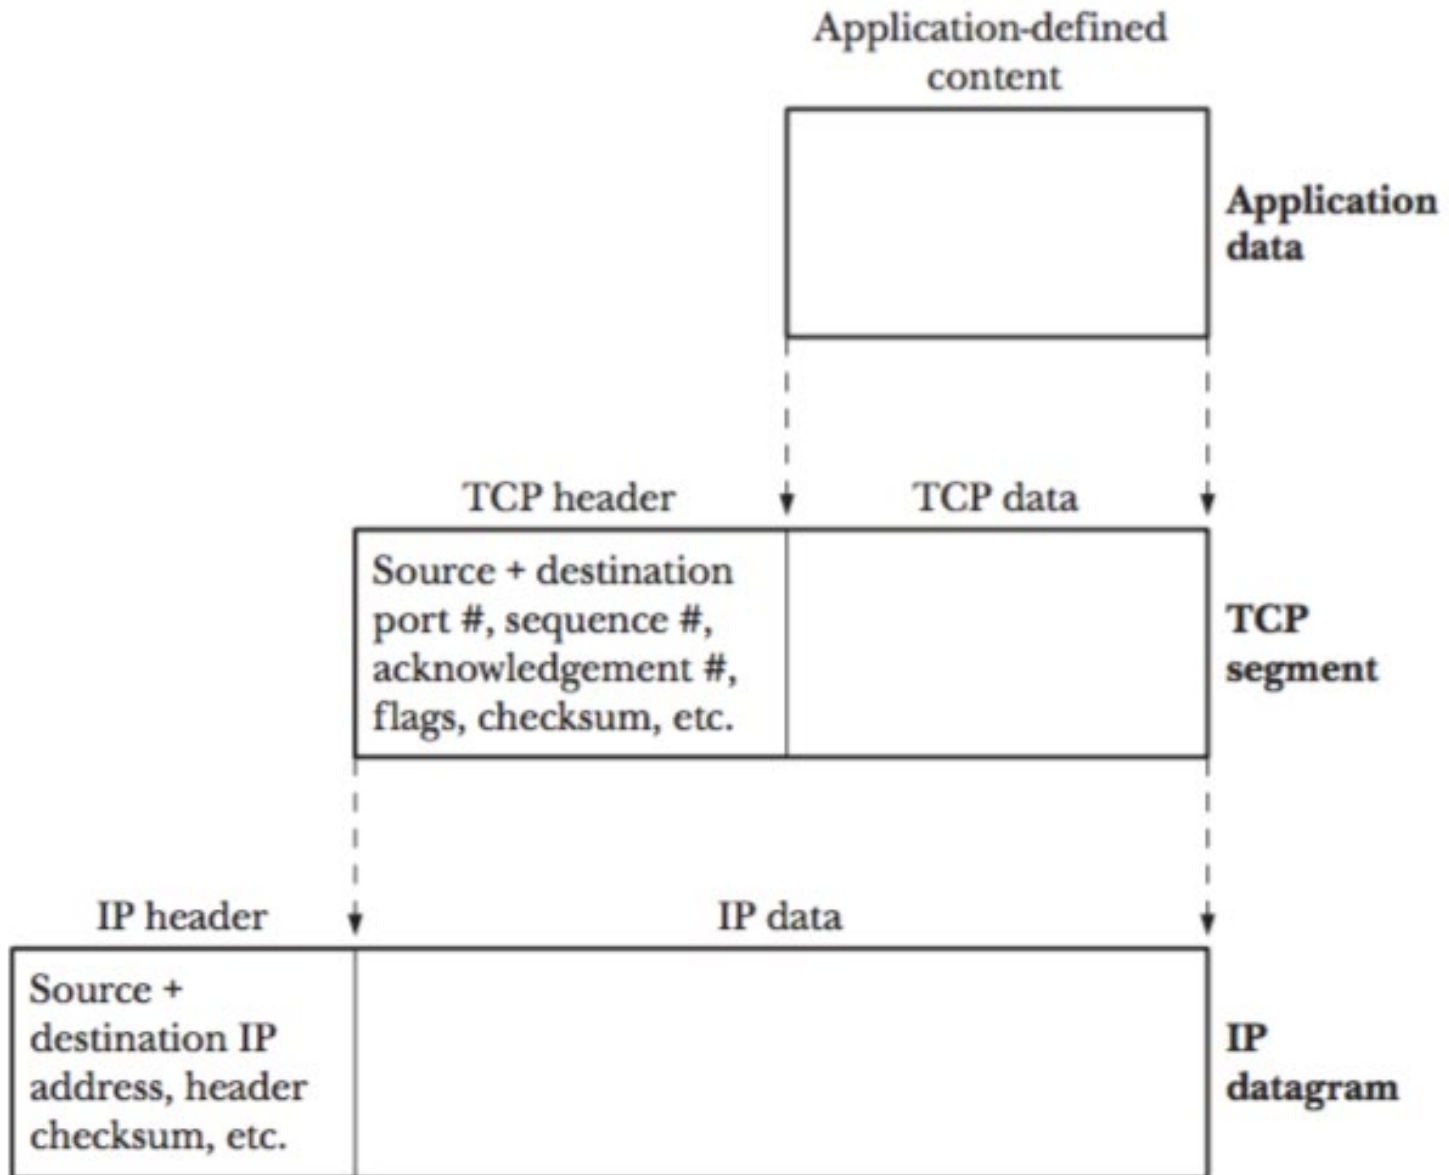 Application-defined
content
Application
data
TCP header
TCP data
Source + destination
port #, sequence #,
acknowledgement #,
flags, checksum, etc.
TCP
segment
IP header
IP data
Source +
destination IP
address, header
checksum, etc.
IP
datagram